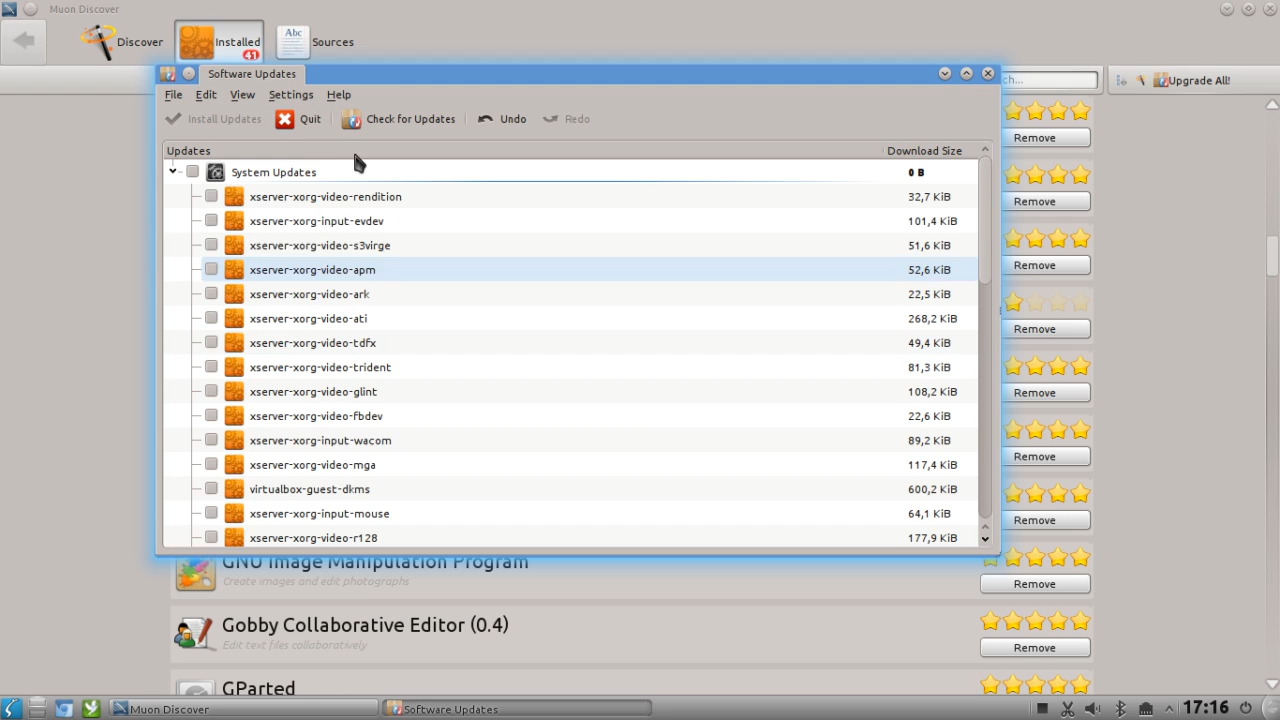 Muon Discover
Discover
Installed
41
Abc
Sources
Software Updates
ch...
Upgrade All!
File Edit View Settings Help
Install Updates Quit Check for Updates Undo Redo
Updates Download Size
System Updates 0 B
xserver-xorg-video-rendition 32,7 KiB
xserver-xorg-input-evdev 101,4 KiB
xserver-xorg-video-s3virge 51,6 KiB
xserver-xorg-video-apm 52,6 KiB
xserver-xorg-video-ark 22,5 KiB
xserver-xorg-video-ati 268,2 KiB
xserver-xorg-video-tdfx 49,4 KiB
xserver-xorg-video-trident 81,3 KiB
xserver-xorg-video-glint 108,2 KiB
xserver-xorg-video-fbdev 22,6 KiB
xserver-xorg-input-wacom 89,2 KiB
xserver-xorg-video-mga 117,4 KiB
virtualbox-guest-dkms 600,2 KiB
xserver-xorg-input-mouse 64,1 KiB
xserver-xorg-video-r128 177,9 KiB
Remove
Remove
Remove
Remove
Remove
Remove
Remove
GNU Image Manipulation Program
Create images and edit photographs
Remove
Gobby Collaborative Editor (0.4)
Edit text files collaboratively
Remove
GParted
Muon Discover
Software Updates
17:16